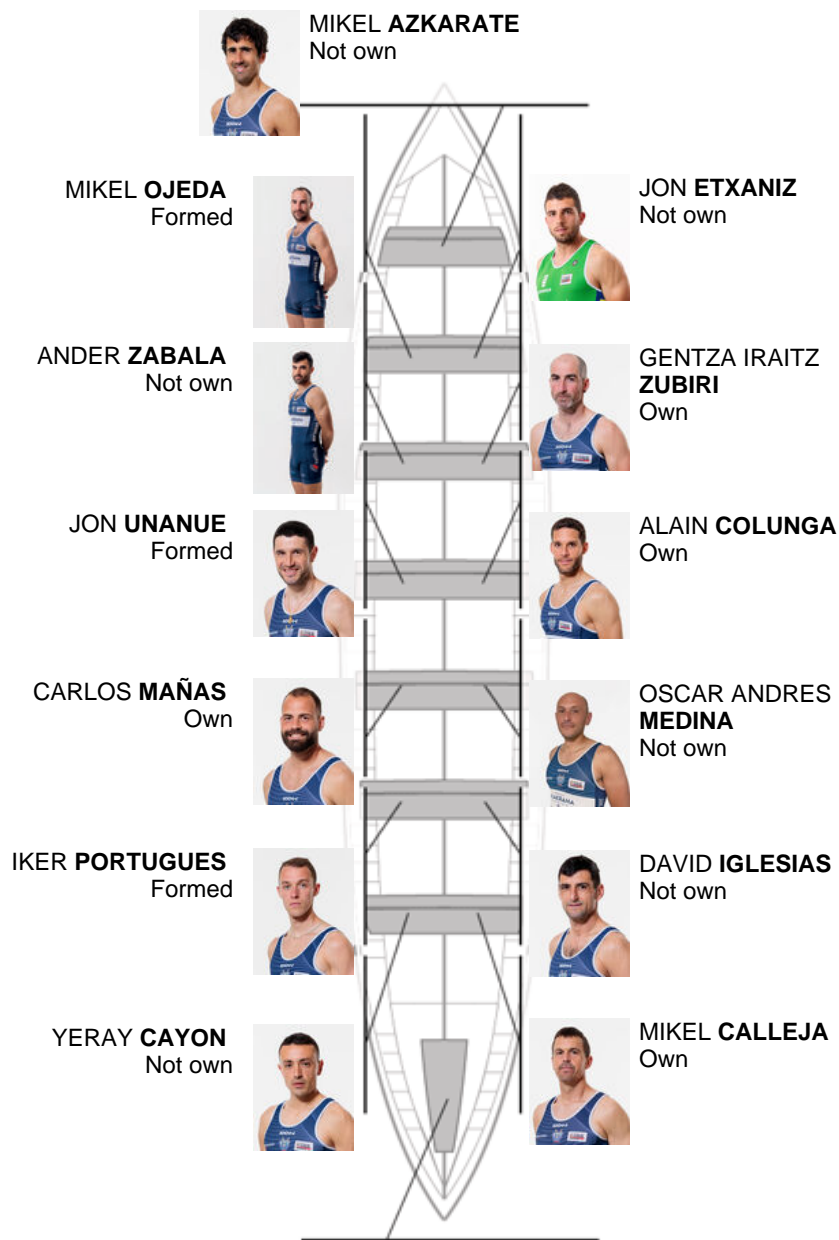 MIKEL AZKARATE
Not own
MIKEL OJEDA
Formed
JON ETXANIZ
Not own
ANDER ZABALA
Not own
GENTZA IRAITZ
ZUBIRI
Own
JON UNANUE
Formed
ALAIN COLUNGA
Own
CARLOS MAÑAS
Own
OSCAR ANDRES
MEDINA
Not own
IKER PORTUGUES
Formed
DAVID IGLESIAS
Not own
YERAY CAYON
Not own
MIKEL CALLEJA
Own